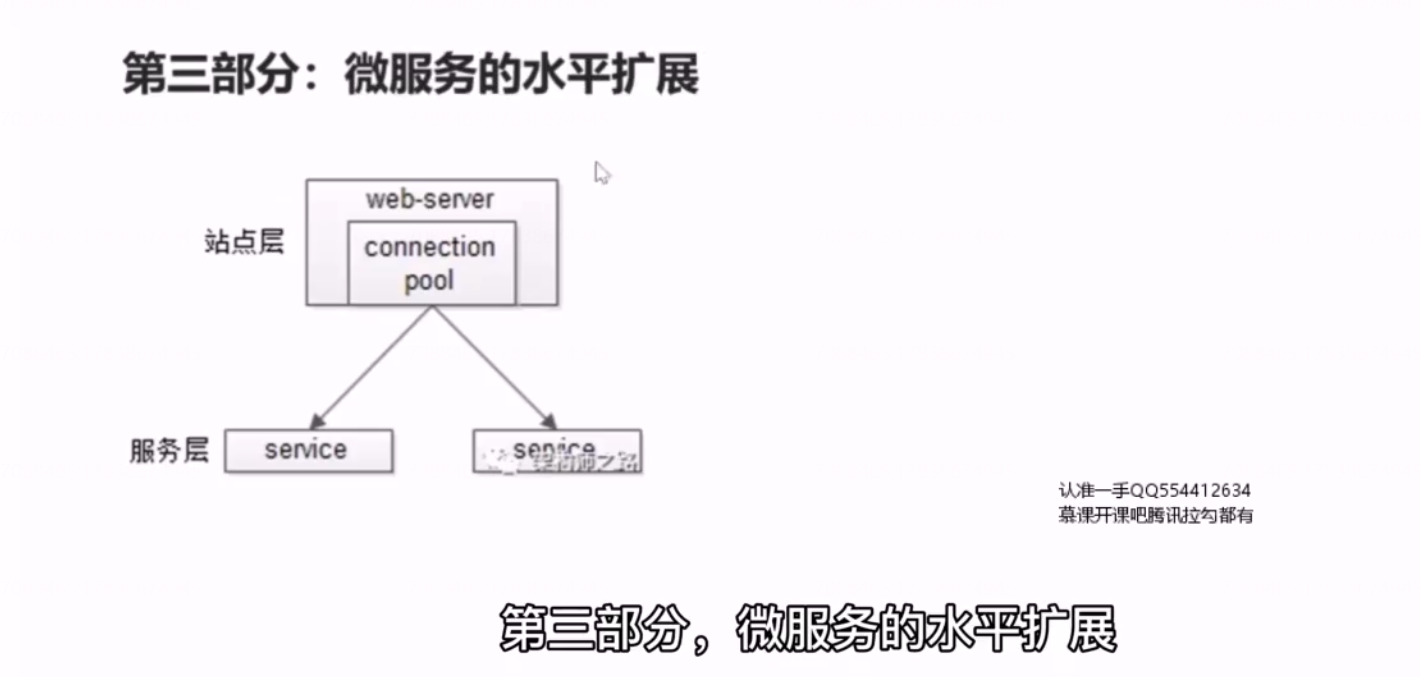 第三部分：微服务的水平扩展
web-server
站点层
connection
pool
服务层
service
service
架构师之路
认准一手QQ554412634
慕课开课吧腾讯拉勾都有
第三部分，微服务的水平扩展